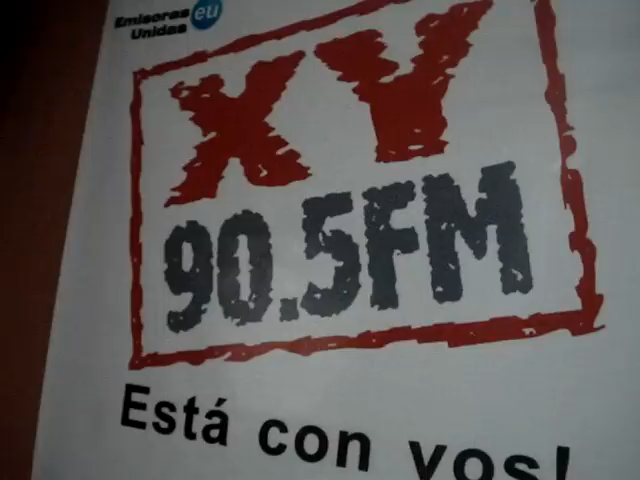 Emisoras eu
Unidas
XY
90.5FM
Está con vos!